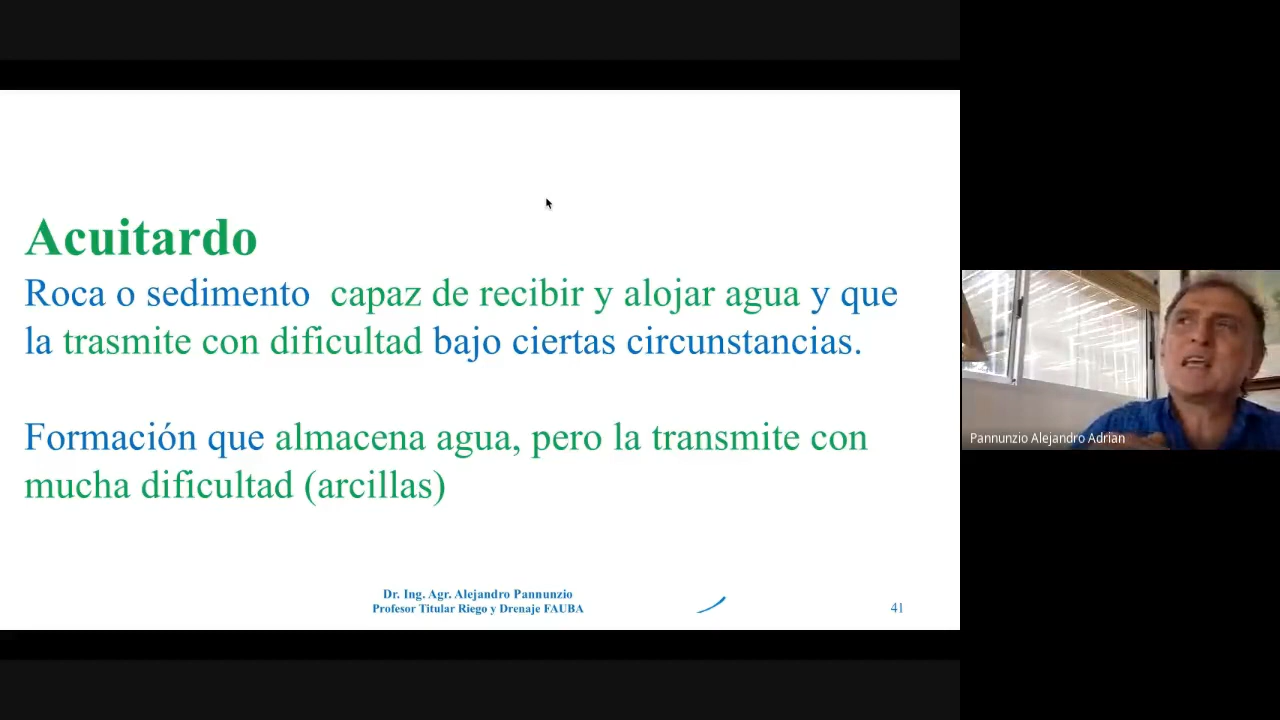 Acuitardo
Roca o sedimento capaz de recibir y alojar agua y que
la trasmite con dificultad bajo ciertas circunstancias.
Formación que almacena agua, pero la transmite con
mucha dificultad (arcillas)
Dr. Ing. Agr. Alejandro Pannunzio
Profesor Titular Riego y Drenaje FAUBA
41
Pannunzio Alejandro Adrian